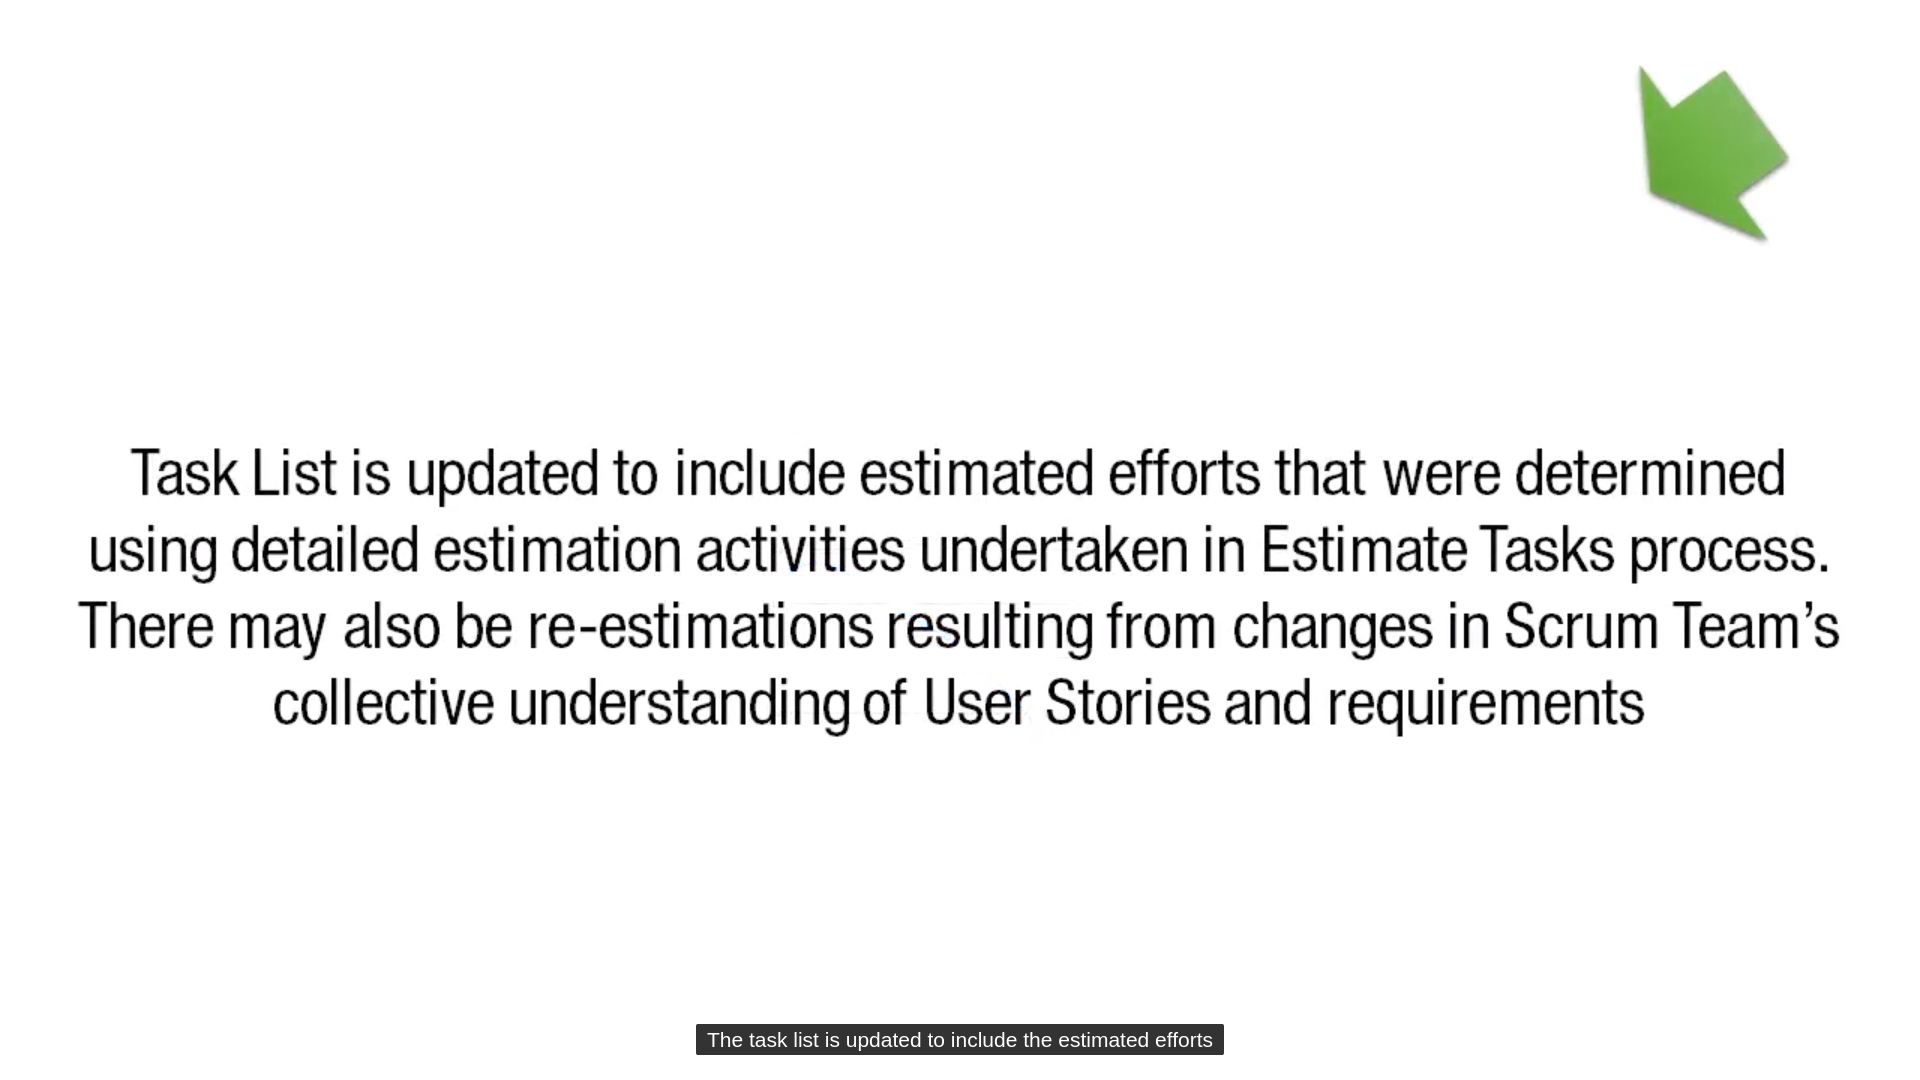 Task List is updated to include estimated efforts that were determined
using detailed estimation activities undertaken in Estimate Tasks process.
There may also be re-estimations resulting from changes in Scrum Team’s
collective understanding of User Stories and requirements
The task list is updated to include the estimated efforts